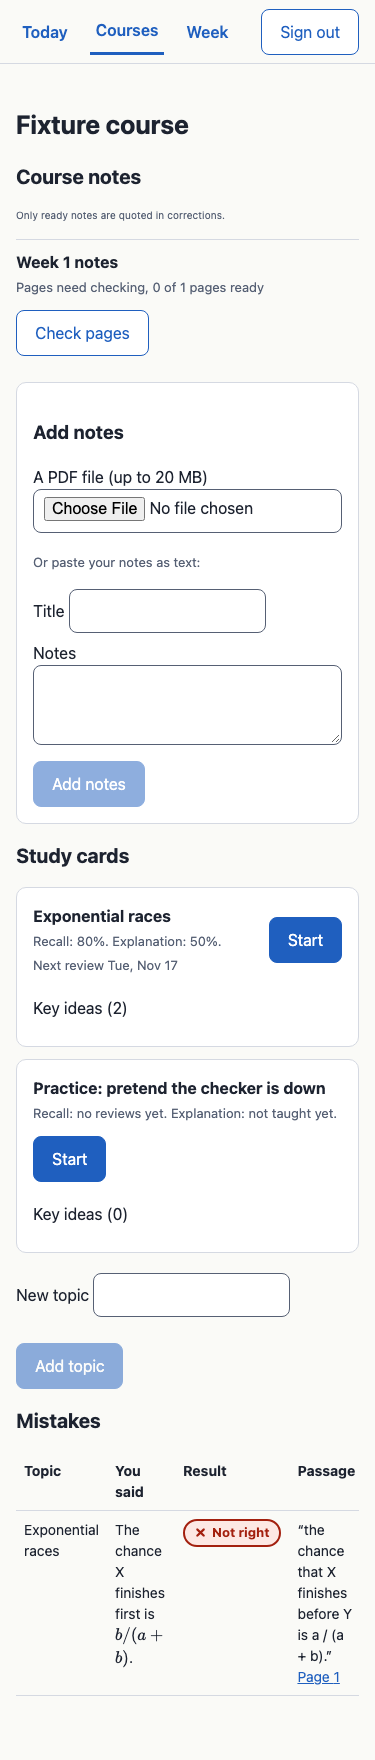 Today Courses Week Sign out
Fixture course
Course notes
Only ready notes are quoted in corrections.
Week 1 notes
Pages need checking, 0 of 1 pages ready
Check pages
Add notes
A PDF file (up to 20 MB)
Choose File No file chosen
Or paste your notes as text:
Title
Notes
Add notes
Study cards
Exponential races
Recall: 80%. Explanation: 50%.
Next review Tue, Nov 17
Start
Key ideas (2)
Practice: pretend the checker is down
Recall: no reviews yet. Explanation: not taught yet.
Start
Key ideas (0)
New topic
Add topic
Mistakes
Topic
You
said
Result
Passage
Exponential
races
The
chance
X
finishes
first is
b/(a +
b).
✕ Not right
“the
chance
that X
finishes
before Y
is a / (a
+ b).”
Page 1